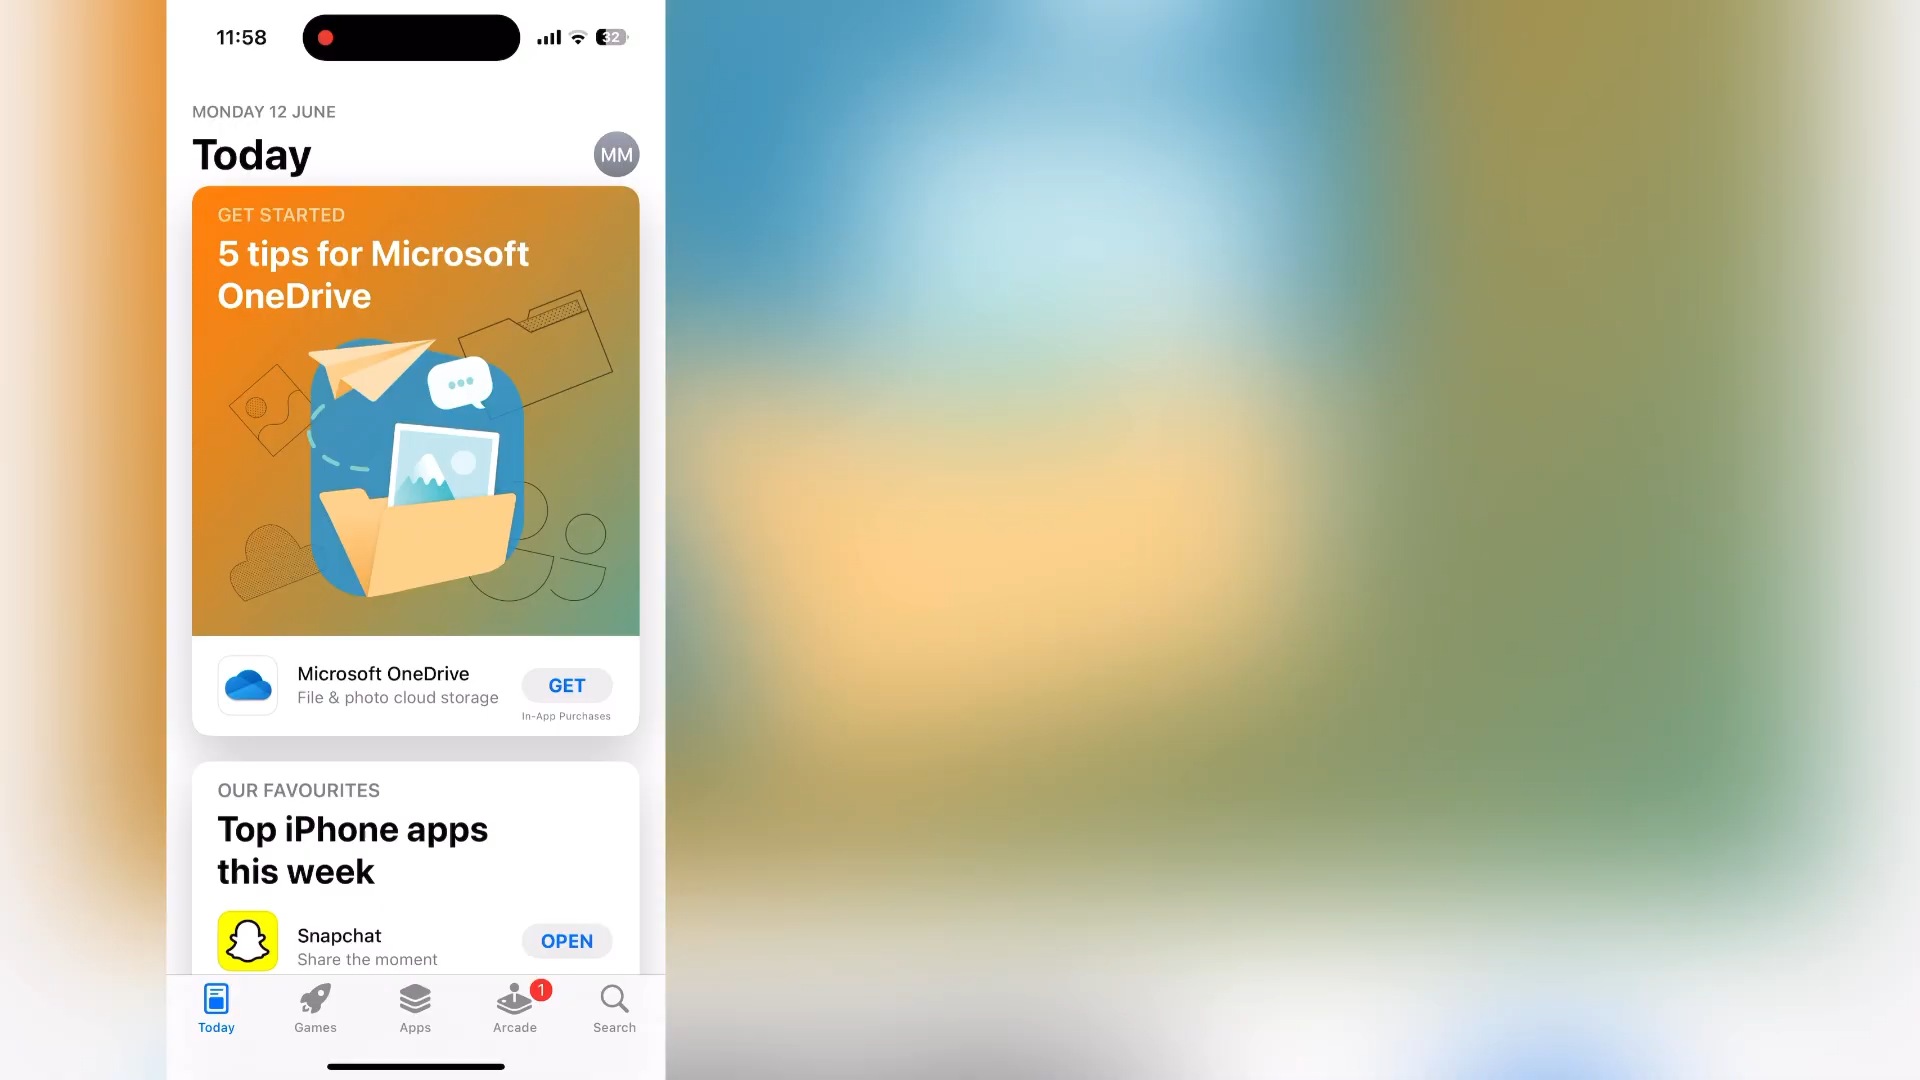 11:58
32
MONDAY 12 JUNE
Today
MM
GET STARTED
5 tips for Microsoft
OneDrive
Microsoft OneDrive
File & photo cloud storage
GET
In-App Purchases
OUR FAVOURITES
Top iPhone apps
this week
Snapchat
Share the moment
OPEN
1
Today
Games
Apps
Arcade
Search